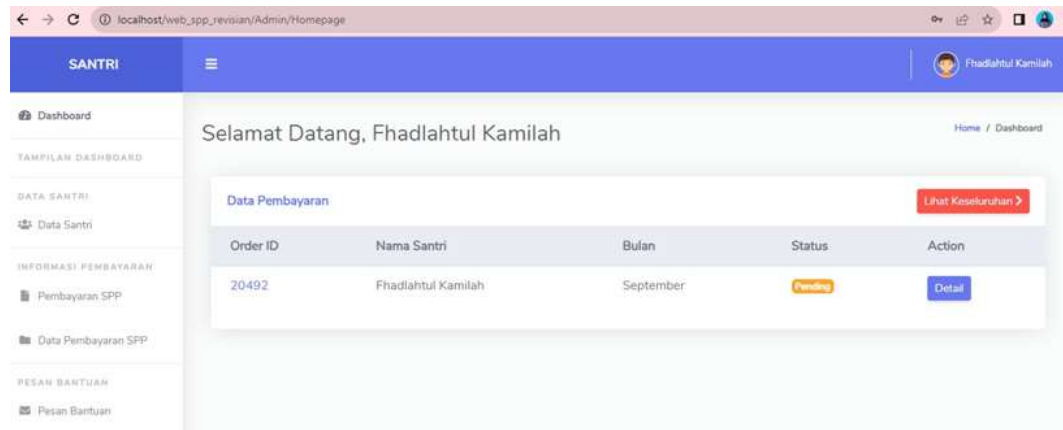 localhost/web_spp_revisian/Admin/Homepage
SANTRI
Fhadlahtul Kamilah
Dashboard
Selamat Datang, Fhadlahtul Kamilah
Home / Dashboard
TAMPILAN DASHBOARD
DATA SANTRI
Data Santri
Data Pembayaran
Lihat Keseluruhan
Order ID Nama Santri Bulan Status Action
20492 Fhadlahtul Kamilah September Pending Detail
INFORMASI PEMBAYARAN
Pembayaran SPP
Data Pembayaran SPP
PESAN BANTUAN
Pesan Bantuan